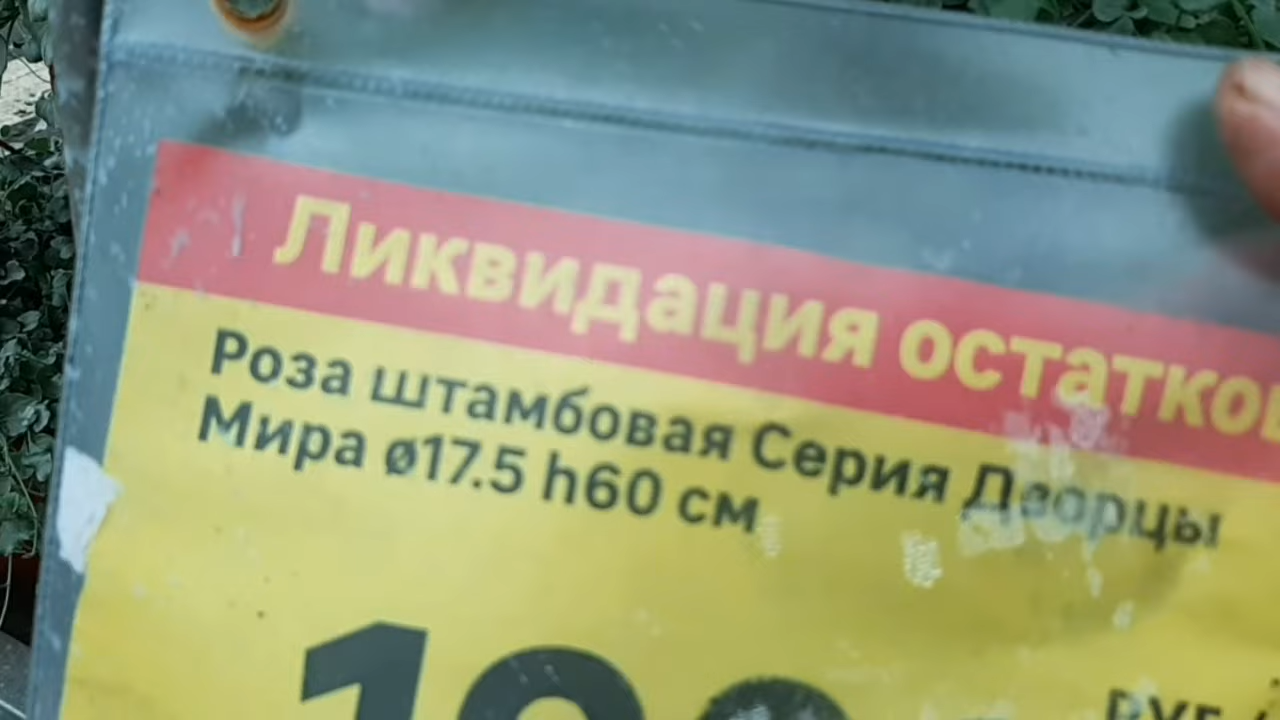 Ликвидация остатков
Роза штамбовая Серия Дворцы
Мира ø17.5 h60 см